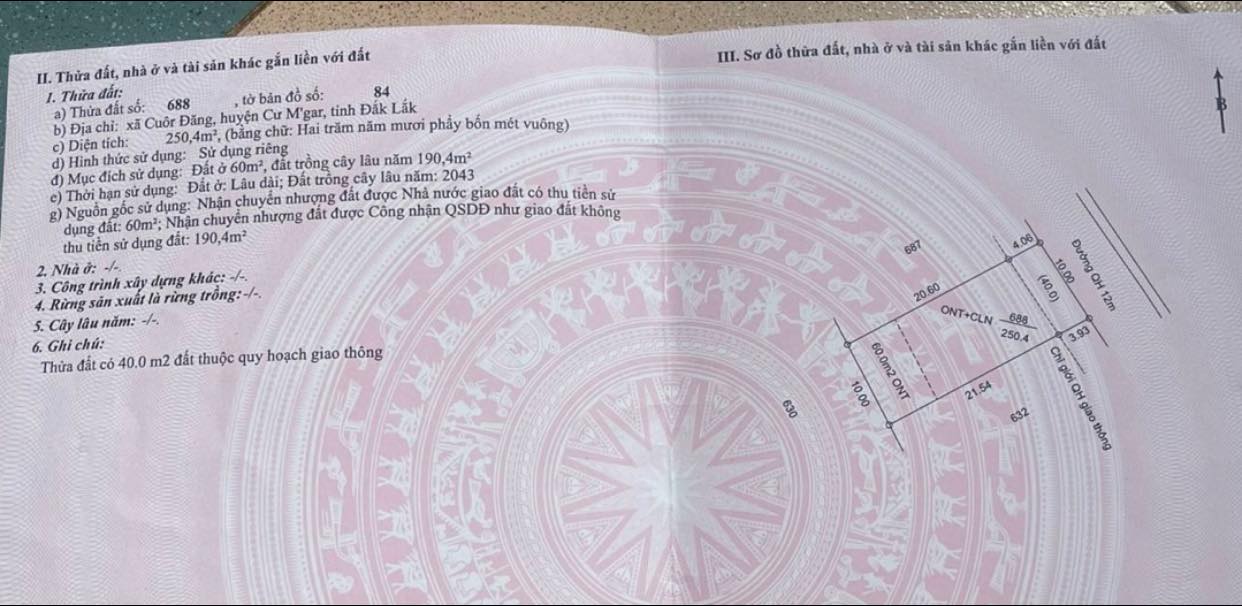 II. Thửa đất, nhà ở và tài sản khác gắn liền với đất
1. Thửa đất:
a) Thửa đất số: 688 , tờ bản đồ số: 84
b) Địa chỉ: xã Cuôr Đăng, huyện Cư M'gar, tỉnh Đắk Lắk
c) Diện tích: 250,4m², (bằng chữ: Hai trăm năm mươi phẩy bốn mét vuông)
d) Hình thức sử dụng: Sử dụng riêng
đ) Mục đích sử dụng: Đất ở 60m², đất trồng cây lâu năm 190,4m²
e) Thời hạn sử dụng: Đất ở: Lâu dài; Đất trồng cây lâu năm: 2043
g) Nguồn gốc sử dụng: Nhận chuyển nhượng đất được Nhà nước giao đất có thu tiền sử
dụng đất: 60m²; Nhận chuyển nhượng đất được Công nhận QSDĐ như giao đất không
thu tiền sử dụng đất: 190,4m²
2. Nhà ở: -/-.
3. Công trình xây dựng khác: -/-.
4. Rừng sản xuất là rừng trồng:-/-.
5. Cây lâu năm: -/-.
6. Ghi chú:
Thửa đất có 40.0 m2 đất thuộc quy hoạch giao thông
III. Sơ đồ thửa đất, nhà ở và tài sản khác gắn liền với đất
B
687
4.06
Đường QH 12m
10.00
(40.0)
20.60
ONT+CLN 688
250.4
3.93
60.0m2 ONT
10.00
21.54
Chỉ giới QH giao thông
630
632